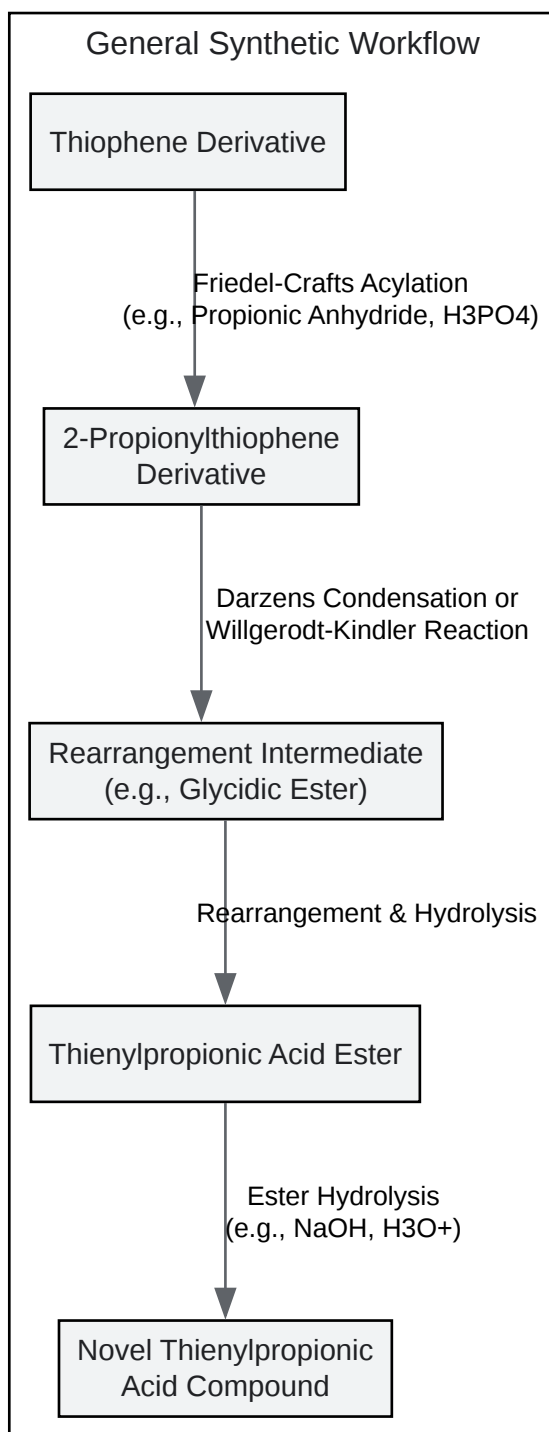 General Synthetic Workflow
Thiophene Derivative
Friedel-Crafts Acylation
(e.g., Propionic Anhydride, H3PO4)
2-Propionylthiophene
Derivative
Darzens Condensation or
Willgerodt-Kindler Reaction
Rearrangement Intermediate
(e.g., Glycidic Ester)
Rearrangement & Hydrolysis
Thienylpropionic Acid Ester
Ester Hydrolysis
(e.g., NaOH, H3O+)
Novel Thienylpropionic
Acid Compound